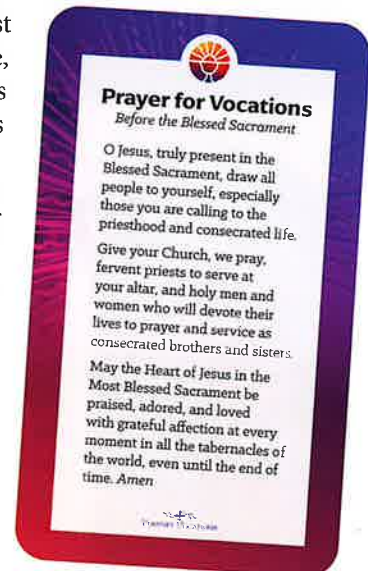 st
e,
s
s
.
Prayer for Vocations
Before the Blessed Sacrament
O Jesus, truly present in the
Blessed Sacrament, draw all
people to yourself, especially
those you are calling to the
priesthood and consecrated life.
Give your Church, we pray,
fervent priests to serve at
your altar, and holy men and
women who will devote their
lives to prayer and service as
consecrated brothers and sisters.
May the Heart of Jesus in the
Most Blessed Sacrament be
praised, adored, and loved
with grateful affection at every
moment in all the tabernacles of
the world, even until the end of
time. Amen